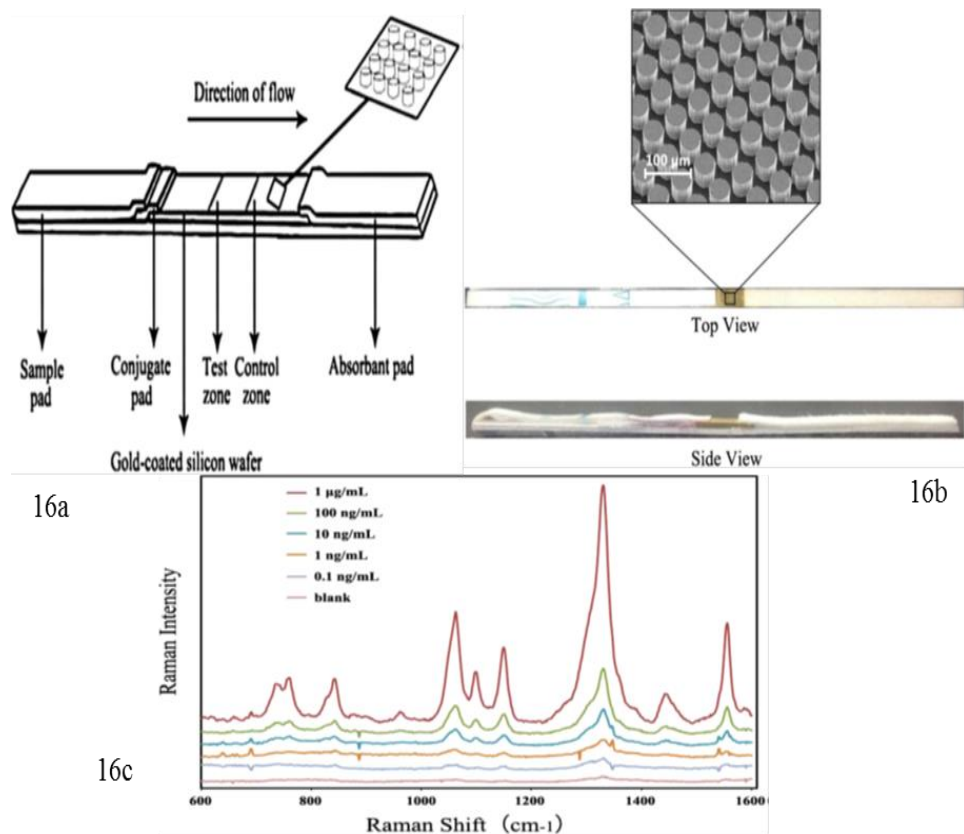 Direction of flow
Sample
pad
Conjugate
pad
Test
zone
Control
zone
Absorbant pad
Gold-coated silicon wafer
16a
100 µm
Top View
Side View
16b
1 µg/mL
100 ng/mL
10 ng/mL
1 ng/mL
0.1 ng/mL
blank
Raman Intensity
16c
600
800
1000
1200
1400
1600
Raman Shift (cm-1)